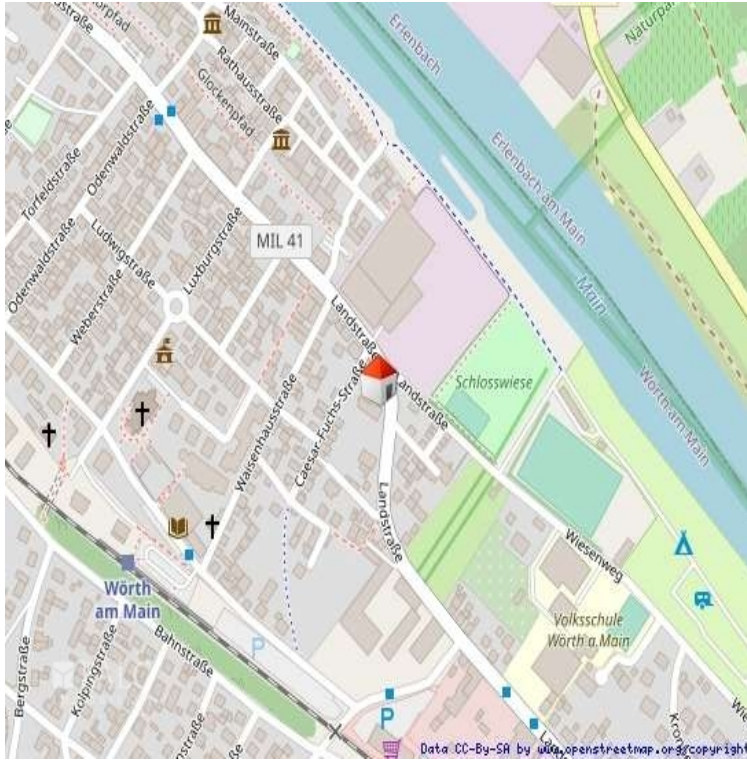 Mainstraße
Rathausstraße
Glockenpfad
Erlenbach
Odenwaldstraße
Torfeldstraße
Erlenbach am Main
Ludwigstraße
Luxburgstraße
MIL 41
Odenwaldstraße
Weberstraße
Main
Landstraße
Landstraße
Schlosswiese
Wörth am Main
Caesar-Fuchs-Straße
Waisenhausstraße
Landstraße
Wiesenweg
Wörth
am Main
Volksschule
Wörth a.Main
P
Bahnstraße
Kolpingstraße
Bergstraße
P
Data CC-By-SA by www.openstreetmap.org/copyright